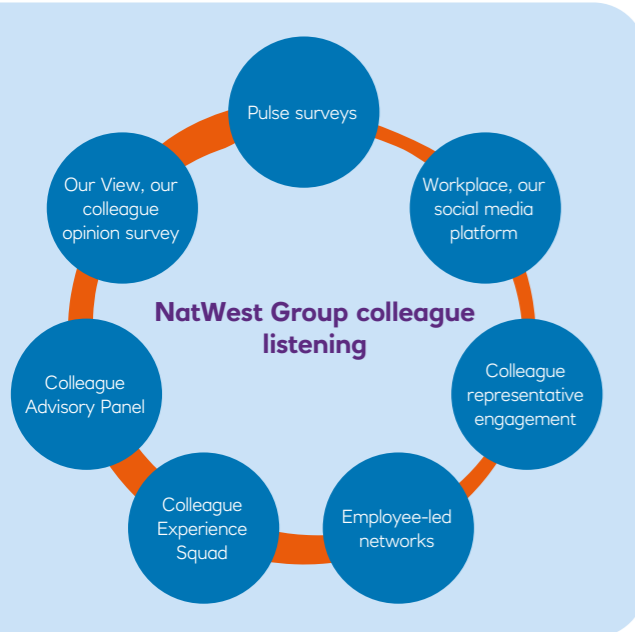 Pulse surveys
Workplace, our
social media
platform
Colleague
representative
engagement
Employee-led
networks
Colleague
Experience
Squad
Colleague
Advisory Panel
Our View, our
colleague
opinion survey
NatWest Group colleague
listening